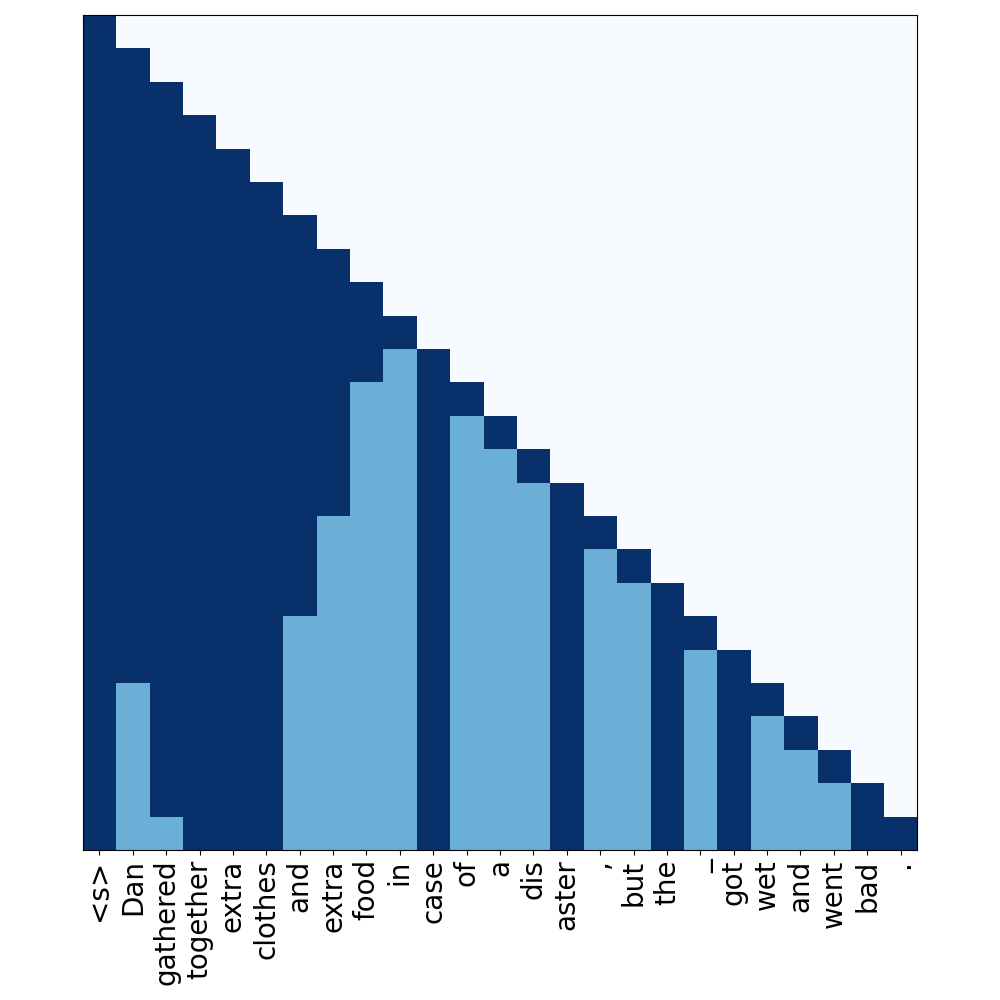 <s>
Dan
gathered
together
extra
clothes
and
extra
food
in
case
of
a
dis
aster
,
but
the
_
got
wet
and
went
bad
.